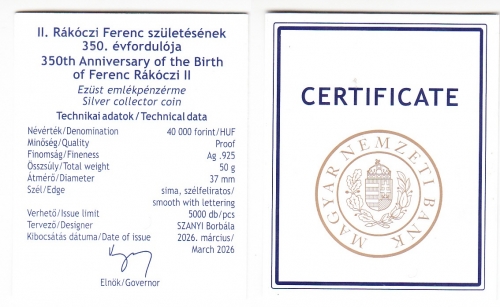 II. Rákóczi Ferenc születésének
350. évfordulója
350th Anniversary of the Birth
of Ferenc Rákóczi II
Ezüst emlékpénzérme
Silver collector coin
Technikai adatok/Technical data
Névérték/Denomination 40 000 forint/HUF
Minőség/Quality Proof
Finomság/Fineness Ag .925
Összsúly/Total weight 50 g
Átmérő/Diameter 37 mm
Szél/Edge sima, szélfeliratos/
smooth with lettering
Verhető/Issue limit 5000 db/pcs
Tervező/Designer SZANYI Borbála
Kibocsátás dátuma/Date of issue 2026. március/
March 2026
Elnök/Governor
CERTIFICATE
MAGYAR NEMZETI BANK